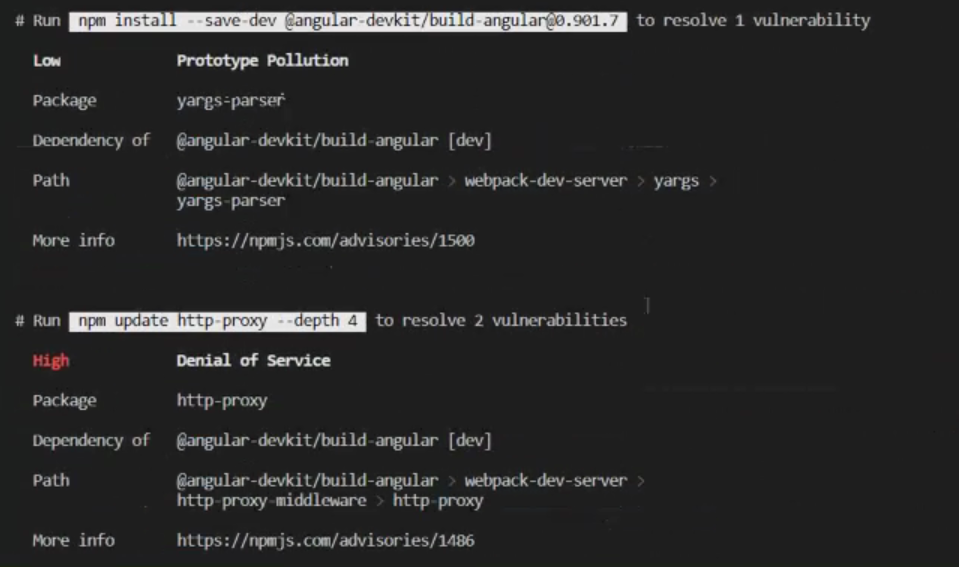 # Run npm install --save-dev @angular-devkit/build-angular@0.901.7 to resolve 1 vulnerability
Low Prototype Pollution
Package yargs-parser
Dependency of @angular-devkit/build-angular [dev]
Path @angular-devkit/build-angular > webpack-dev-server > yargs >
yargs-parser
More info https://npmjs.com/advisories/1500
# Run npm update http-proxy --depth 4 to resolve 2 vulnerabilities
High Denial of Service
Package http-proxy
Dependency of @angular-devkit/build-angular [dev]
Path @angular-devkit/build-angular > webpack-dev-server >
http-proxy-middleware > http-proxy
More info https://npmjs.com/advisories/1486